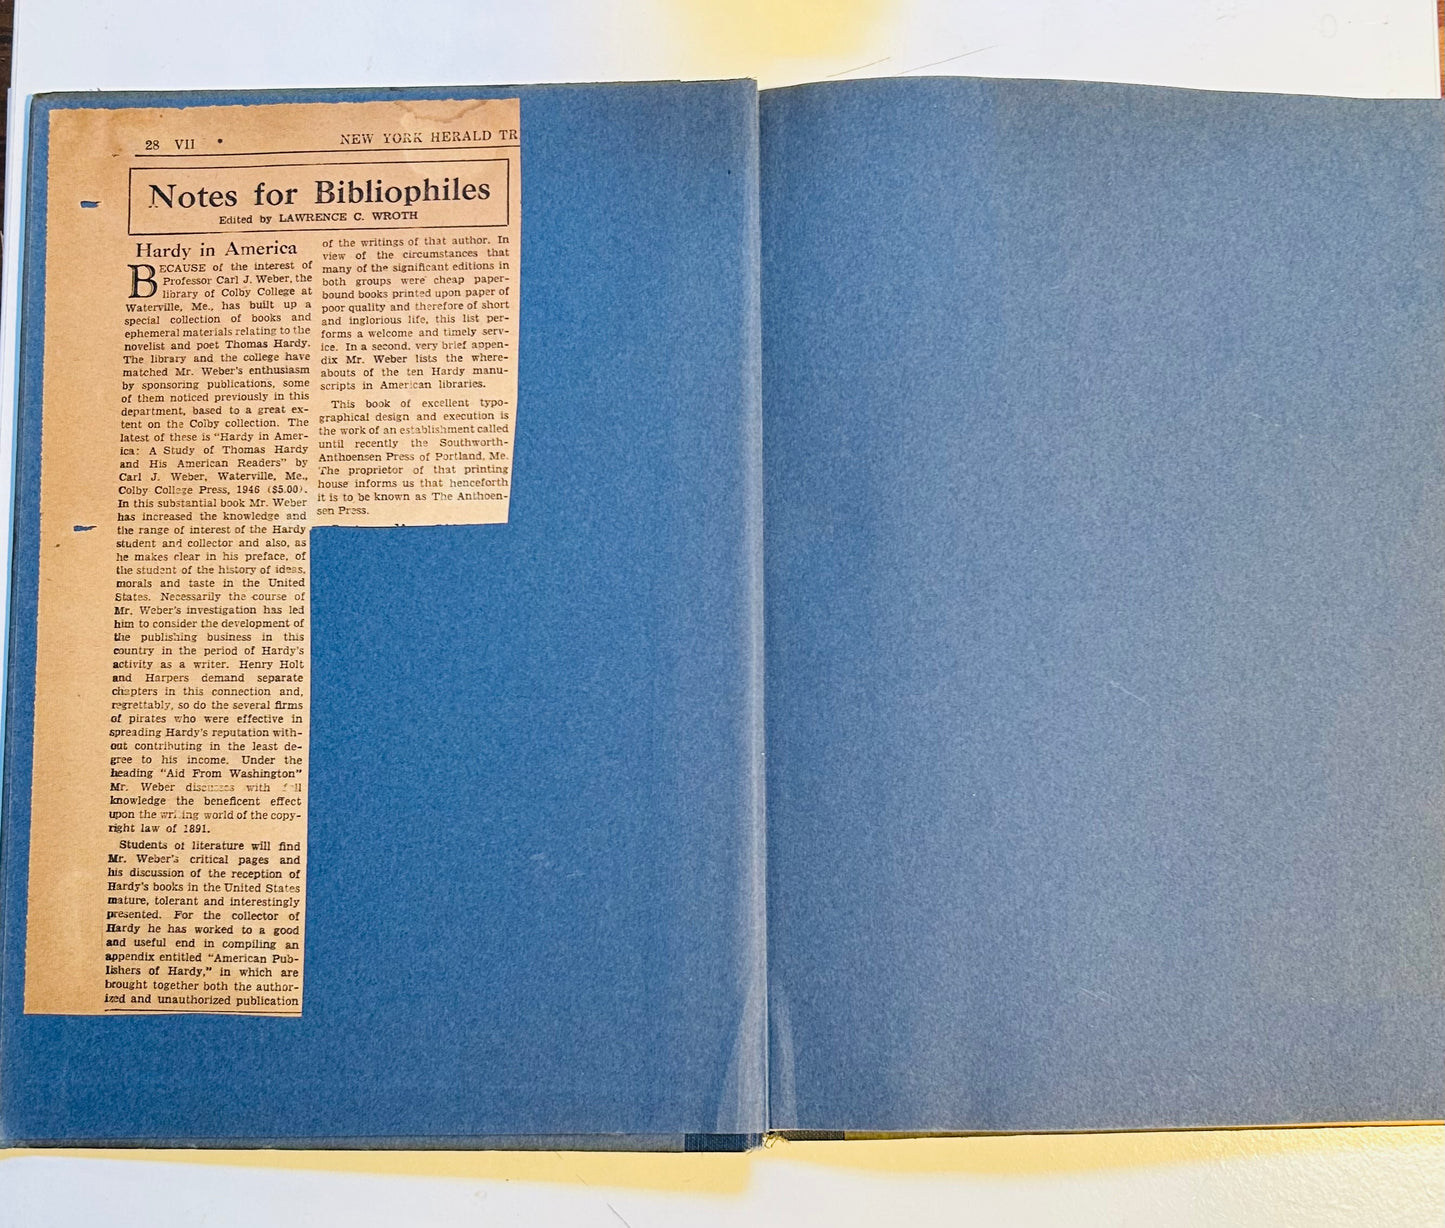 28 VII
NEW YORK HERALD TR
Notes for Bibliophiles
Edited by LAWRENCE C. WROTH
Hardy in America
BECAUSE of the interest of
Professor Carl J. Weber, the
library of Colby College at
Waterville, Me., has built up a
special collection of books and
ephemeral materials relating to the
novelist and poet Thomas Hardy.
The library and the college have
matched Mr. Weber's enthusiasm
by sponsoring publications, some
of them noticed previously in this
department, based to a great ex-
tent on the Colby collection. The
latest of these is "Hardy in Amer-
ica: A Study of Thomas Hardy
and His American Readers" by
Carl J. Weber, Waterville, Me.,
Colby College Press, 1946 ($5.00).
In this substantial book Mr. Weber
has increased the knowledge and
the range of interest of the Hardy
student and collector and also, as
he makes clear in his preface, of
the student of the history of ideas,
morals and taste in the United
States. Necessarily the course of
Mr. Weber's investigation has led
him to consider the development of
the publishing business in this
country in the period of Hardy's
activity as a writer. Henry Holt
and Harpers demand separate
chapters in this connection and,
regrettably, so do the several firms
of pirates who were effective in
spreading Hardy's reputation with-
out contributing in the least de-
gree to his income. Under the
heading "Aid From Washington"
Mr. Weber discusses with full
knowledge the beneficent effect
upon the writing world of the copy-
right law of 1891.
Students of literature will find
Mr. Weber's critical pages and
his discussion of the reception of
Hardy's books in the United States
mature, tolerant and interestingly
presented. For the collector of
Hardy he has worked to a good
and useful end in compiling an
appendix entitled "American Pub-
lishers of Hardy," in which are
brought together both the author-
ized and unauthorized publication
of the writings of that author. In
view of the circumstances that
many of the significant editions in
both groups were cheap paper-
bound books printed upon paper of
poor quality and therefore of short
and inglorious life, this list per-
forms a welcome and timely serv-
ice. In a second, very brief appen-
dix Mr. Weber lists the where-
abouts of the ten Hardy manu-
scripts in American libraries.
This book of excellent typo-
graphical design and execution is
the work of an establishment called
until recently the Southworth-
Anthoensen Press of Portland, Me.
The proprietor of that printing
house informs us that henceforth
it is to be known as The Anthoen-
sen Press.